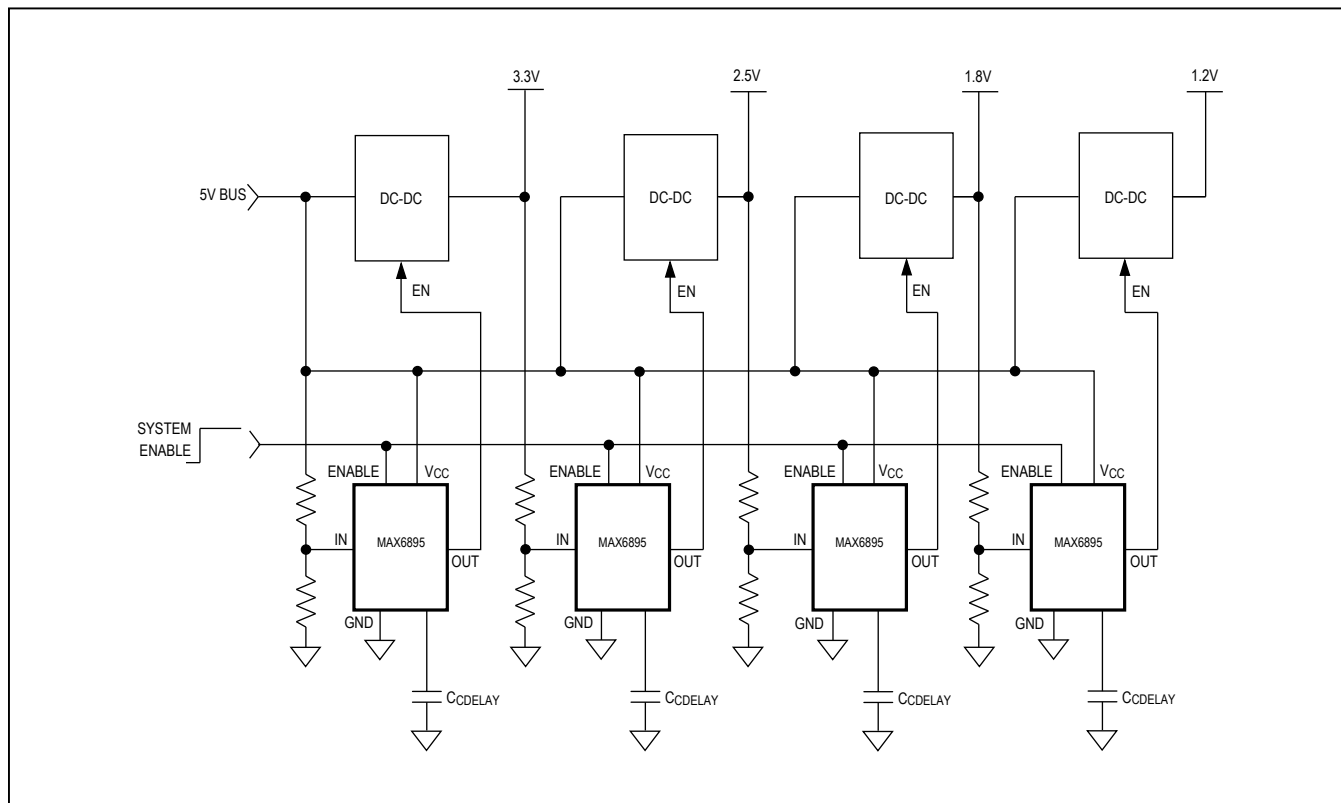 3.3V
2.5V
1.8V
1.2V
5V BUS
DC-DC
DC-DC
DC-DC
DC-DC
EN
EN
EN
EN
SYSTEM
ENABLE
ENABLE
VCC
ENABLE
VCC
ENABLE
VCC
ENABLE
VCC
IN
MAX6895
OUT
IN
MAX6895
OUT
IN
MAX6895
OUT
IN
MAX6895
OUT
GND
GND
GND
GND
CCDELAY
CCDELAY
CCDELAY
CCDELAY